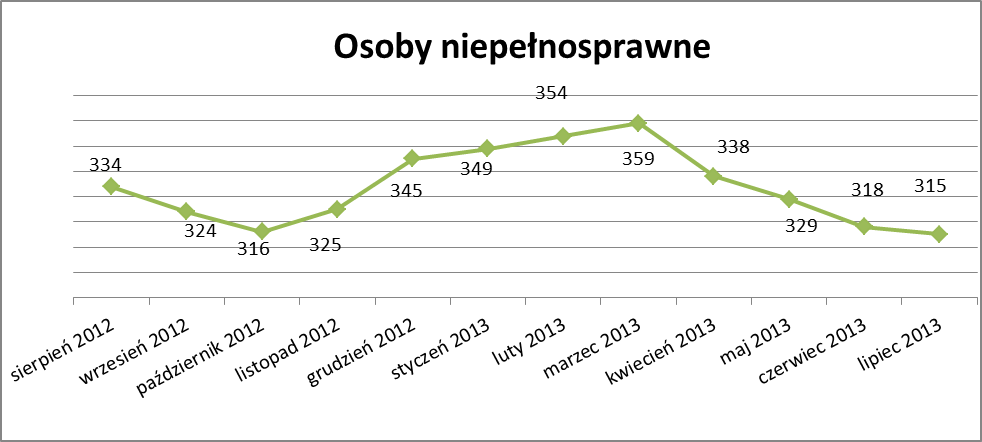 Osoby niepełnosprawne
334
324
316
325
345
349
354
359
338
329
318
315
sierpień 2012
wrzesień 2012
październik 2012
listopad 2012
grudzień 2012
styczeń 2013
luty 2013
marzec 2013
kwiecień 2013
maj 2013
czerwiec 2013
lipiec 2013